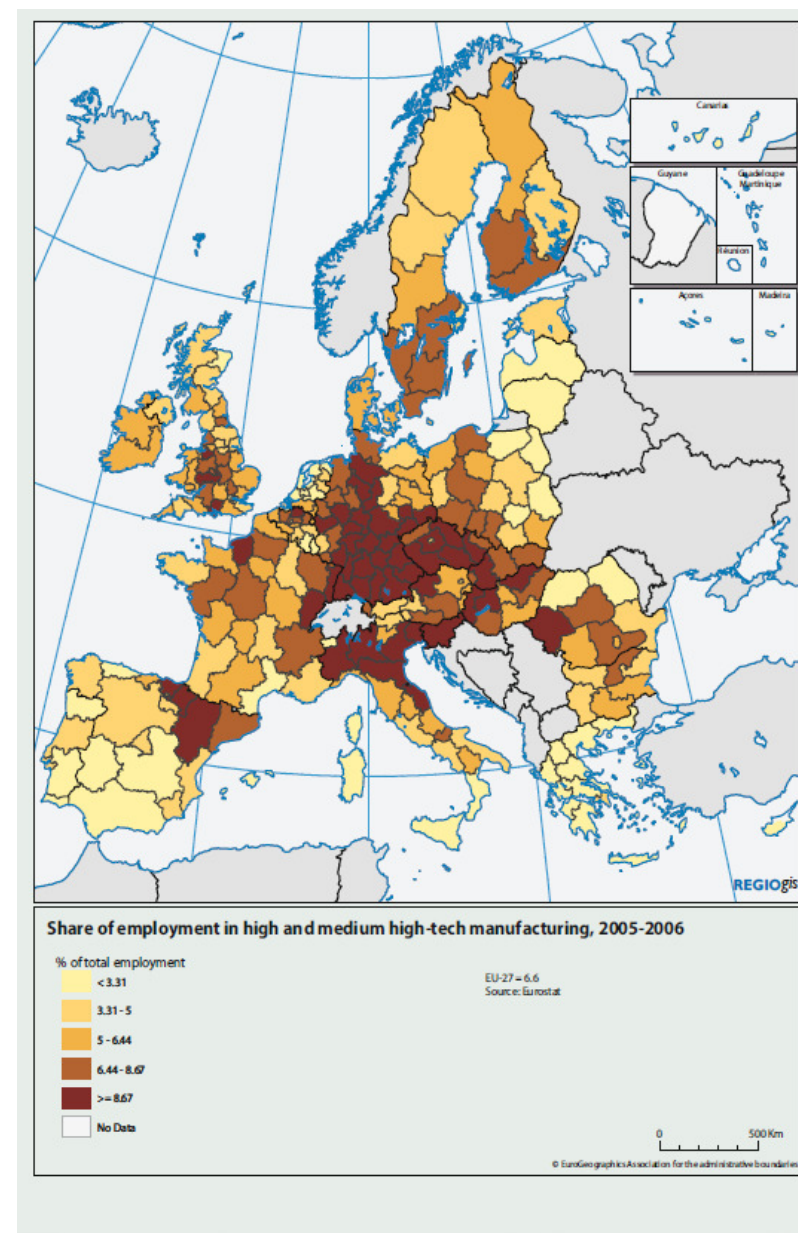 Canarias
Guyane
Guadeloupe
Martinique
Réunion
Açores
Madeira
REGIOgis
Share of employment in high and medium high-tech manufacturing, 2005-2006
% of total employment
< 3.31
3.31 - 5
5 - 6.44
6.44 - 8.67
>= 8.67
No Data
EU-27 = 6.6
Source: Eurostat
0 500 Km
© EuroGeographics Association for the administrative boundaries